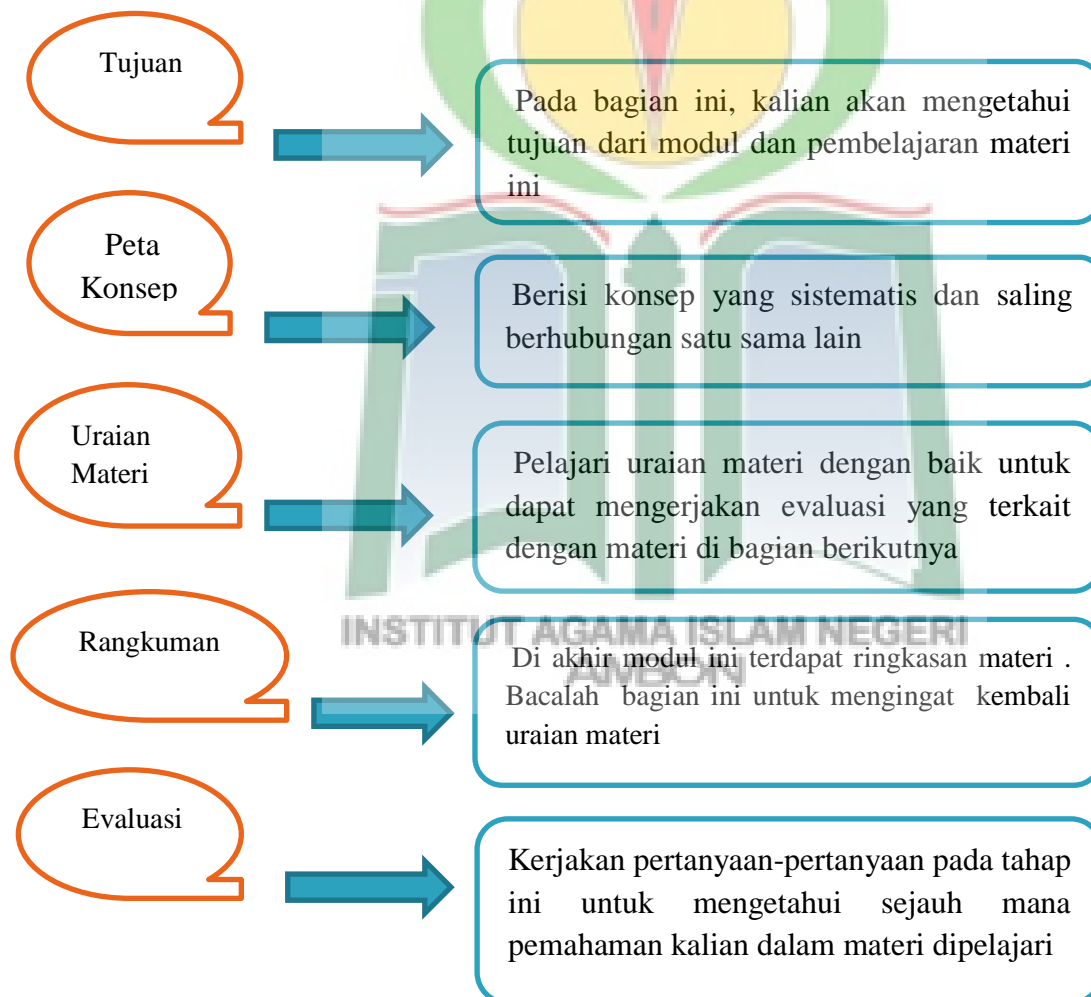 Tujuan
Pada bagian ini, kalian akan mengetahui
tujuan dari modul dan pembelajaran materi
ini
Peta
Konsep
Berisi konsep yang sistematis dan saling
berhubungan satu sama lain
Uraian
Materi
Pelajari uraian materi dengan baik untuk
dapat mengerjakan evaluasi yang terkait
dengan materi di bagian berikutnya
INSTITUT AGAMA ISLAM NEGERI
AMBON
Rangkuman
Di akhir modul ini terdapat ringkasan materi .
Bacalah bagian ini untuk mengingat kembali
uraian materi
Evaluasi
Kerjakan pertanyaan-pertanyaan pada tahap
ini untuk mengetahui sejauh mana
pemahaman kalian dalam materi dipelajari